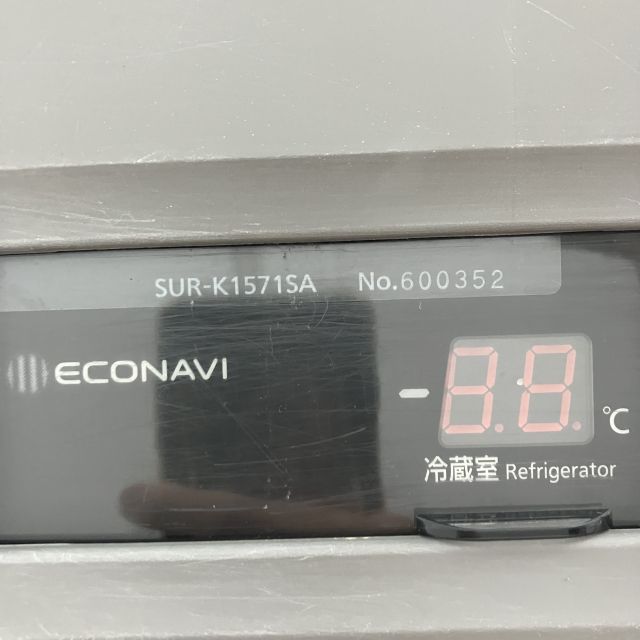 SUR-K1571SA No.600352
ECONAVI
-8.8.
℃
冷蔵室 Refrigerator